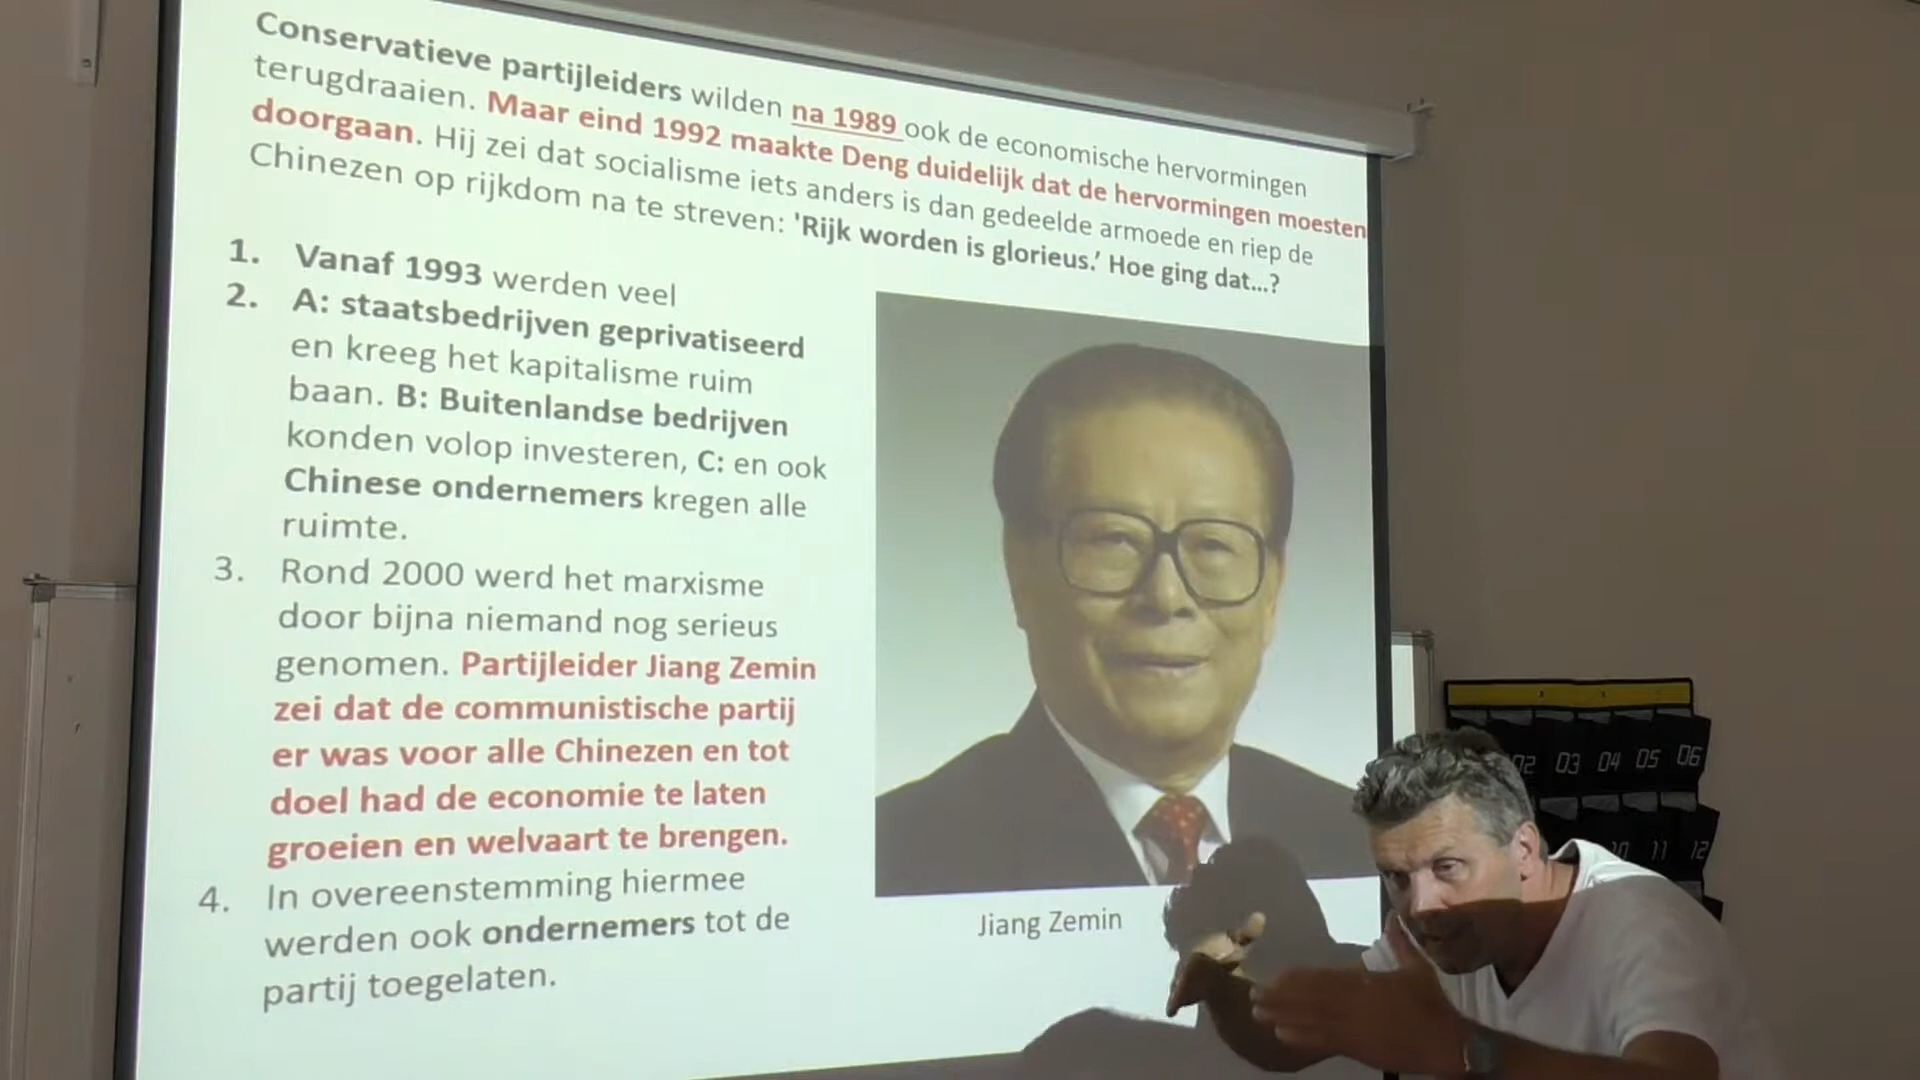 Conservatieve partijleiders wilden na 1989 ook de economische hervormingen
terugdraaien. Maar eind 1992 maakte Deng duidelijk dat de hervormingen moesten
doorgaan. Hij zei dat socialisme iets anders is dan gedeelde armoede en riep de
Chinezen op rijkdom na te streven: 'Rijk worden is glorieus.' Hoe ging dat...?
1. Vanaf 1993 werden veel
2. A: staatsbedrijven geprivatiseerd
en kreeg het kapitalisme ruim
baan. B: Buitenlandse bedrijven
konden volop investeren, C: en ook
Chinese ondernemers kregen alle
ruimte.
3. Rond 2000 werd het marxisme
door bijna niemand nog serieus
genomen. Partijleider Jiang Zemin
zei dat de communistische partij
er was voor alle Chinezen en tot
doel had de economie te laten
groeien en welvaart te brengen.
4. In overeenstemming hiermee
werden ook ondernemers tot de
partij toegelaten.
Jiang Zemin
02 03 04 05 06
10 11 12